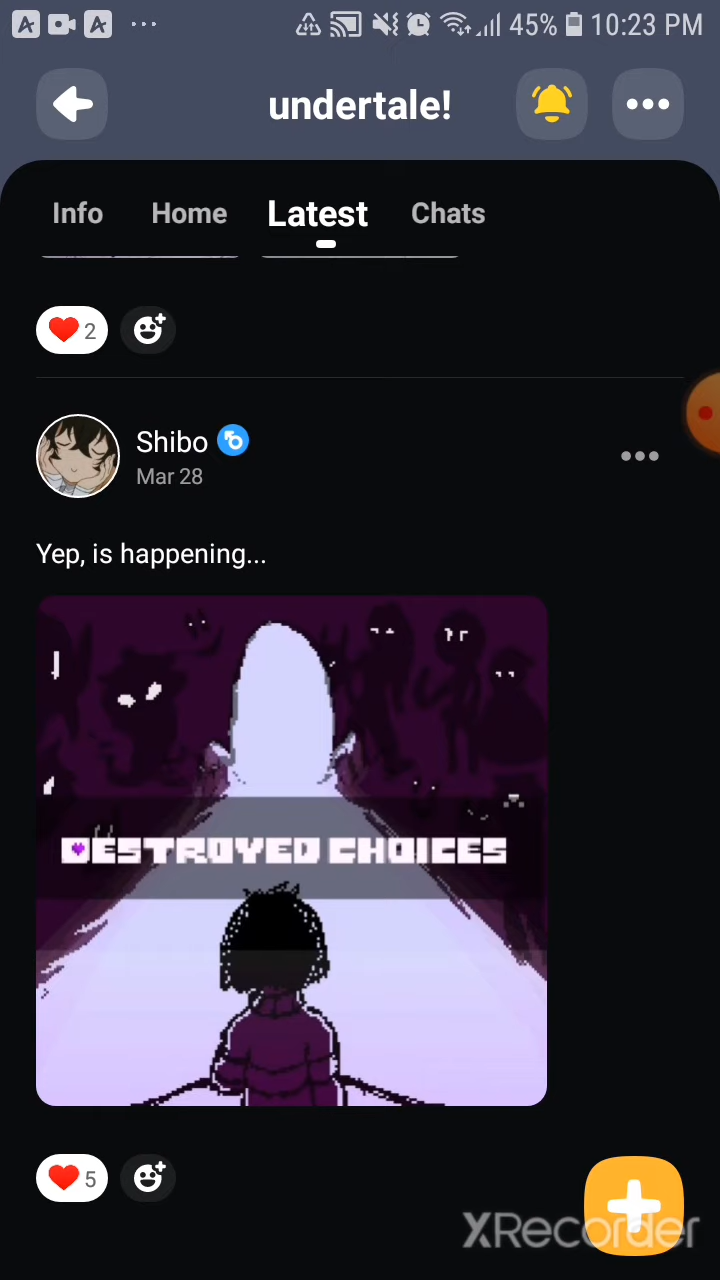 45% 10:23 PM
undertale!
Info Home Latest Chats
2
Shibo
Mar 28
Yep, is happening...
DESTROYED CHOICES
5
XRecorder